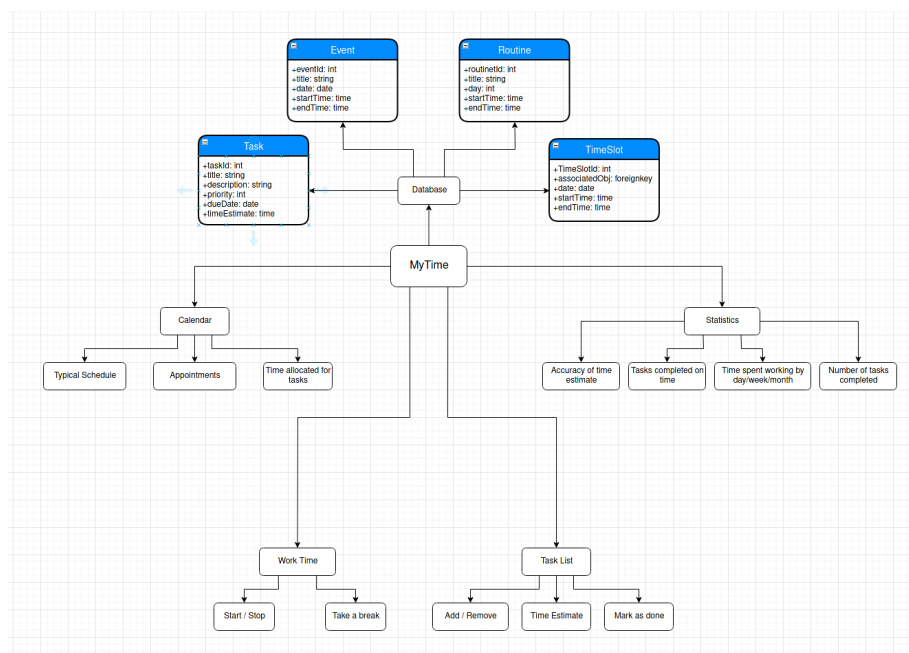 Event
+eventId: int
+title: string
+date: date
+startTime: time
+endTime: time
Routine
+routinetId: int
+title: string
+day: int
+startTime: time
+endTime: time
Task
+taskId: int
+title: string
+description: string
+priority: int
+dueDate: date
+timeEstimate: time
Database
TimeSlot
+TimeSlotId: int
+associatedObj: foreignkey
+date: date
+startTime: time
+endTime: time
MyTime
Calendar
Typical Schedule
Appointments
Time allocated for
tasks
Statistics
Accuracy of time
estimate
Tasks completed on
time
Time spent working by
day/week/month
Number of tasks
completed
Work Time
Start / Stop
Take a break
Task List
Add / Remove
Time Estimate
Mark as done